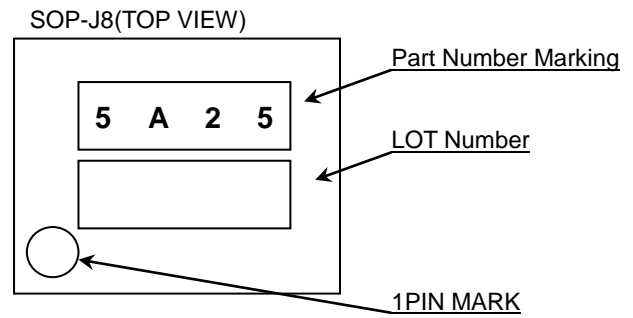 SOP-J8(TOP VIEW)
Part Number Marking
5 A 2 5
LOT Number
1PIN MARK